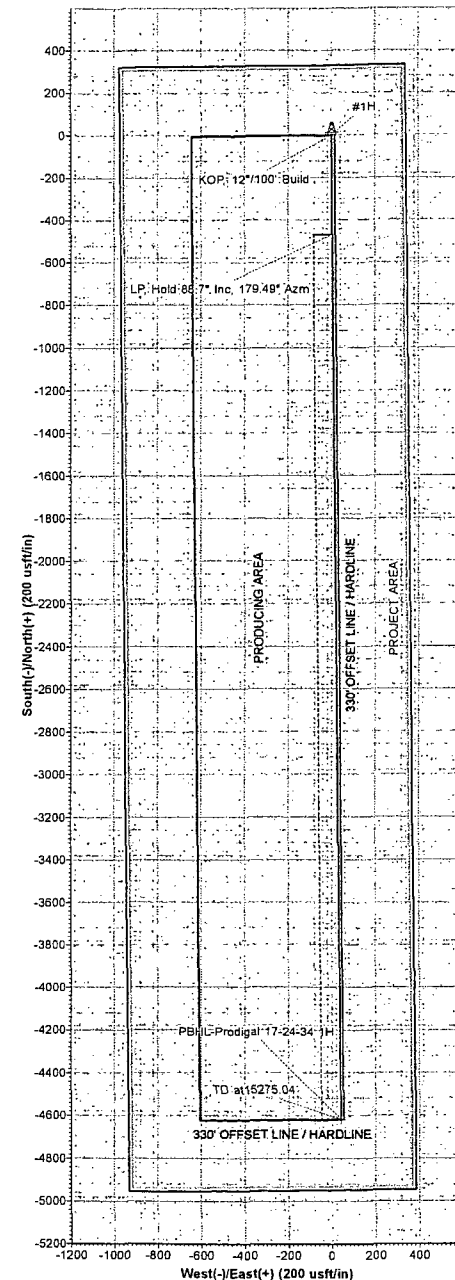 400
200
0
-200
-400
-600
-800
-1000
-1200
-1400
-1600
-1800
-2000
-2200
-2400
-2600
-2800
-3000
-3200
-3400
-3600
-3800
-4000
-4200
-4400
-4600
-4800
-5000
-5200
South(-)/North(+) (200 usft/in)
#1H
KOP, 12°/100' Build
LP, Hold 88.7° Inc, 179.49° Azm
PRODUCING AREA
330' OFFSET LINE / HARDLINE
PROJECT AREA
PBHL-Prodigal 17-24-34 1H
TD at 15275.04
330' OFFSET LINE / HARDLINE
-1200 -1000 -800 -600 -400 -200 0 200 400
West(-)/East(+) (200 usft/in)